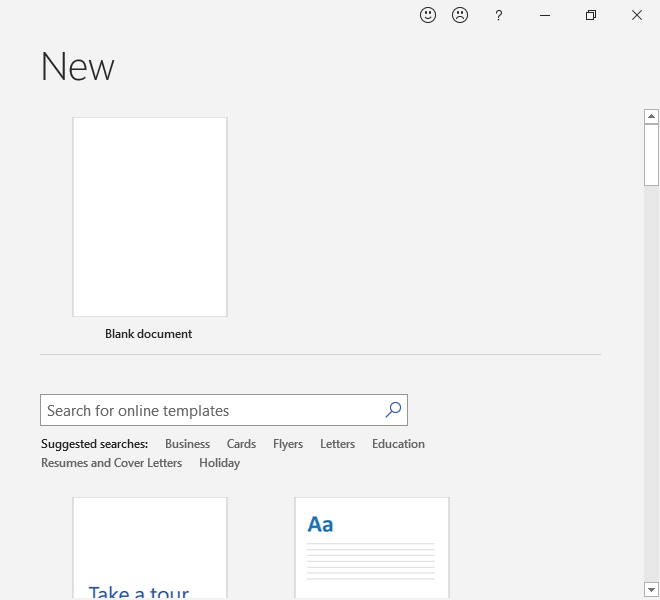 ?
New
Blank document
Search for online templates
Suggested searches: Business Cards Flyers Letters Education
Resumes and Cover Letters Holiday
Aa
Take a tour